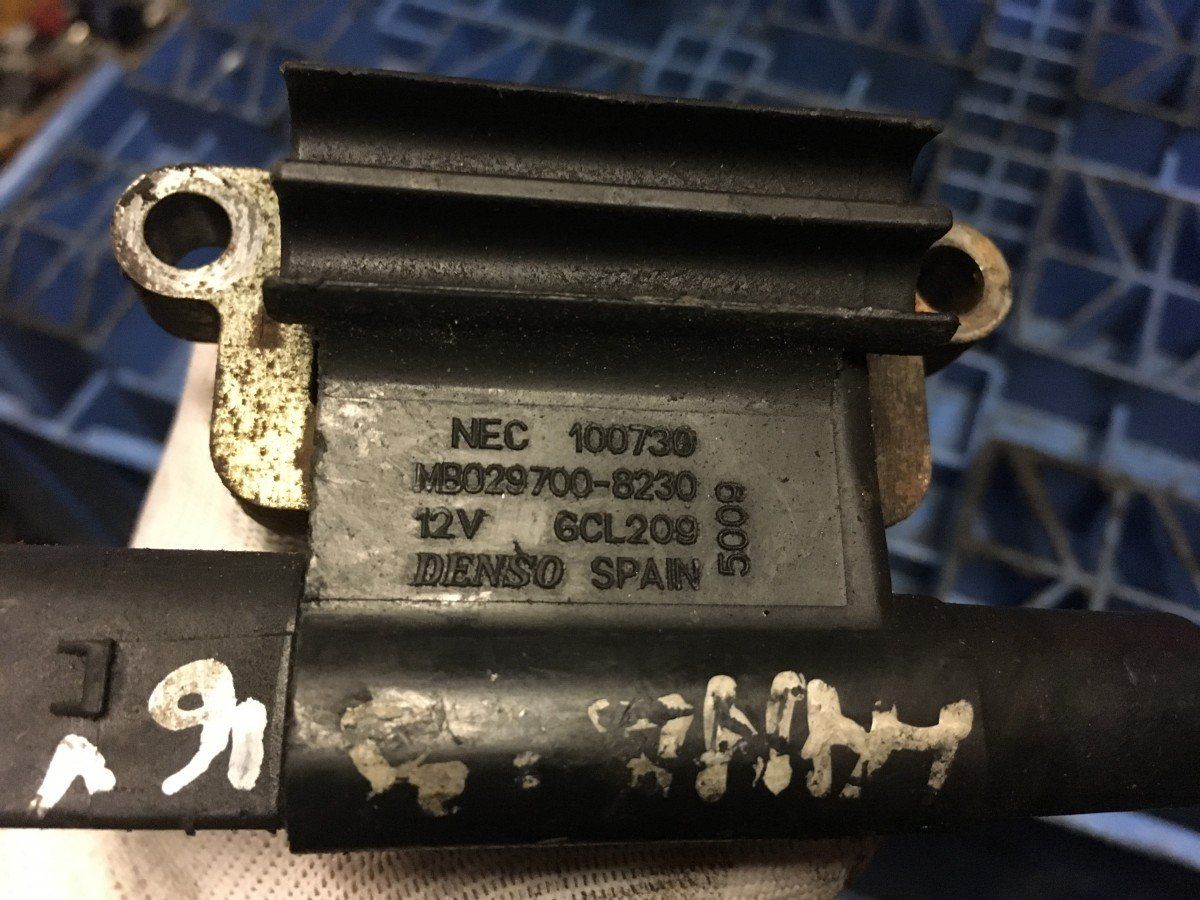 NEC 100730
MB029700-8230
12V 6CL209
DENSO SPAIN
5009